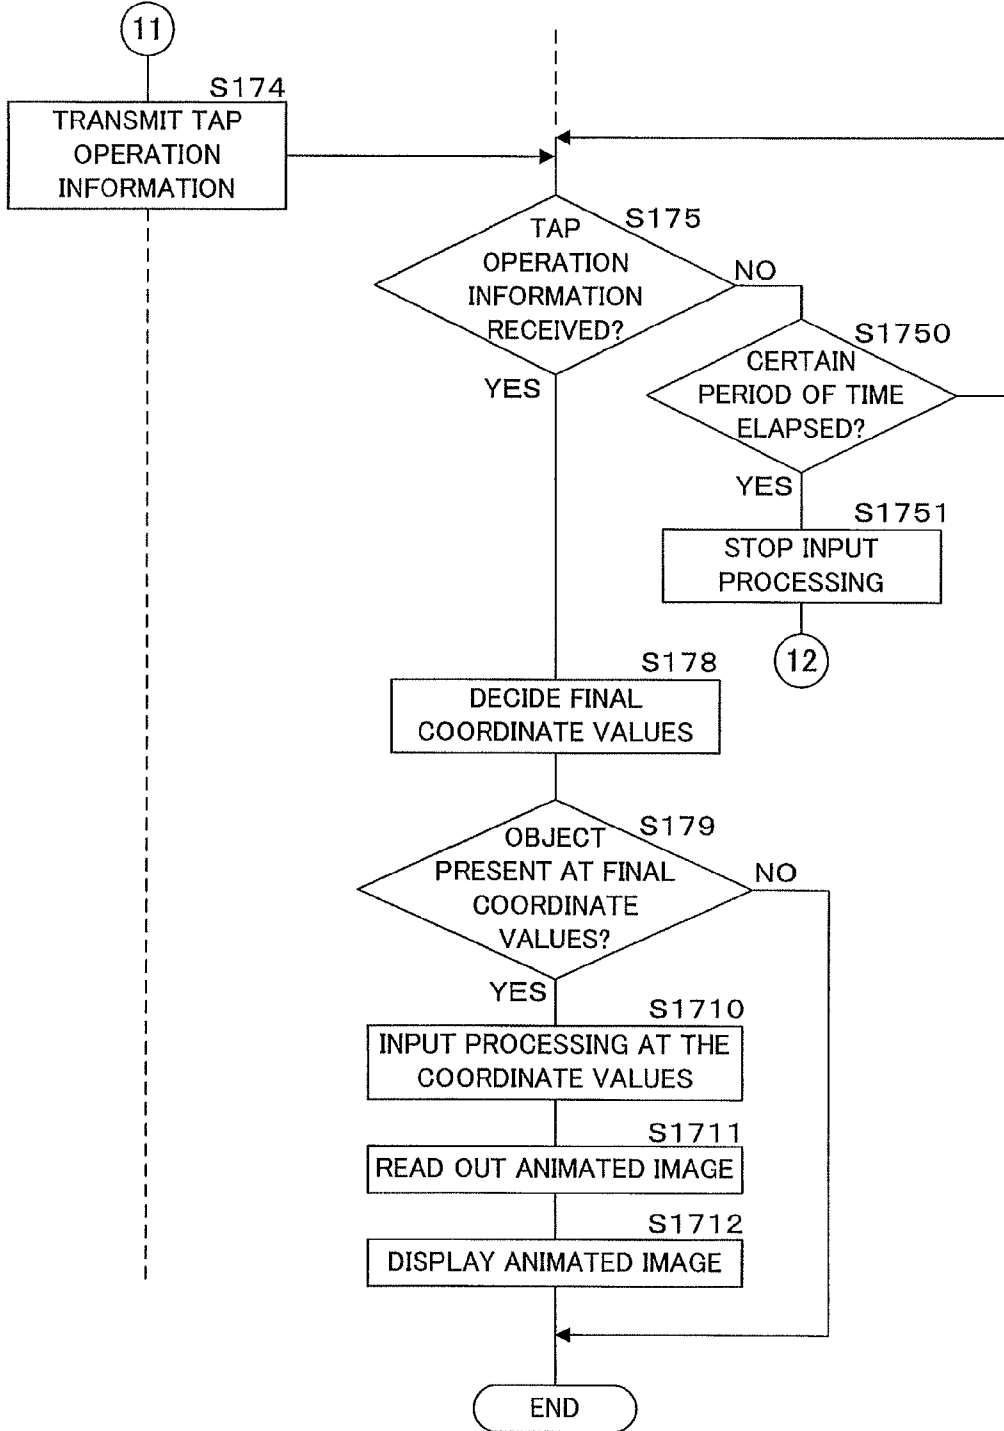 11
S174
TRANSMIT TAP
OPERATION
INFORMATION
S175
TAP
OPERATION
INFORMATION
RECEIVED?
NO
YES
S1750
CERTAIN
PERIOD OF TIME
ELAPSED?
YES
S1751
STOP INPUT
PROCESSING
12
S178
DECIDE FINAL
COORDINATE VALUES
S179
OBJECT
PRESENT AT FINAL
COORDINATE
VALUES?
NO
YES
S1710
INPUT PROCESSING AT THE
COORDINATE VALUES
S1711
READ OUT ANIMATED IMAGE
S1712
DISPLAY ANIMATED IMAGE
END